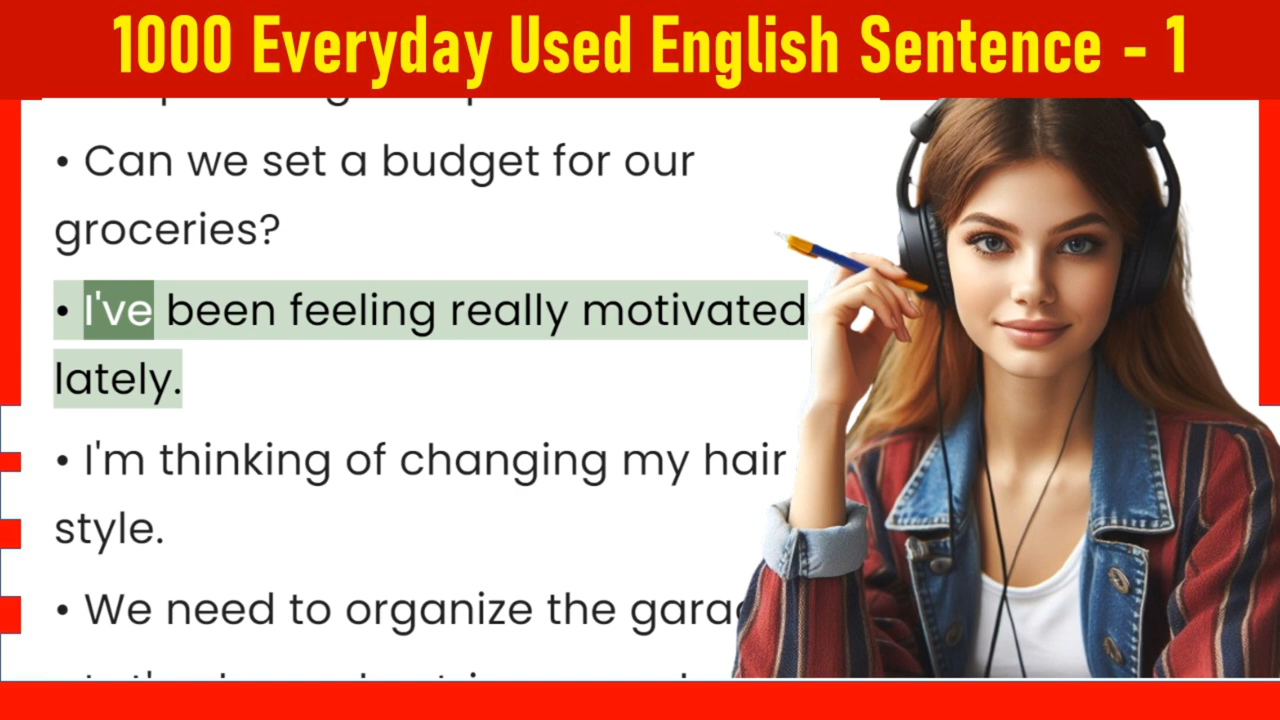 1000 Everyday Used English Sentence - 1
• Can we set a budget for our
groceries?
• I've been feeling really motivated
lately.
• I'm thinking of changing my hair
style.
• We need to organize the